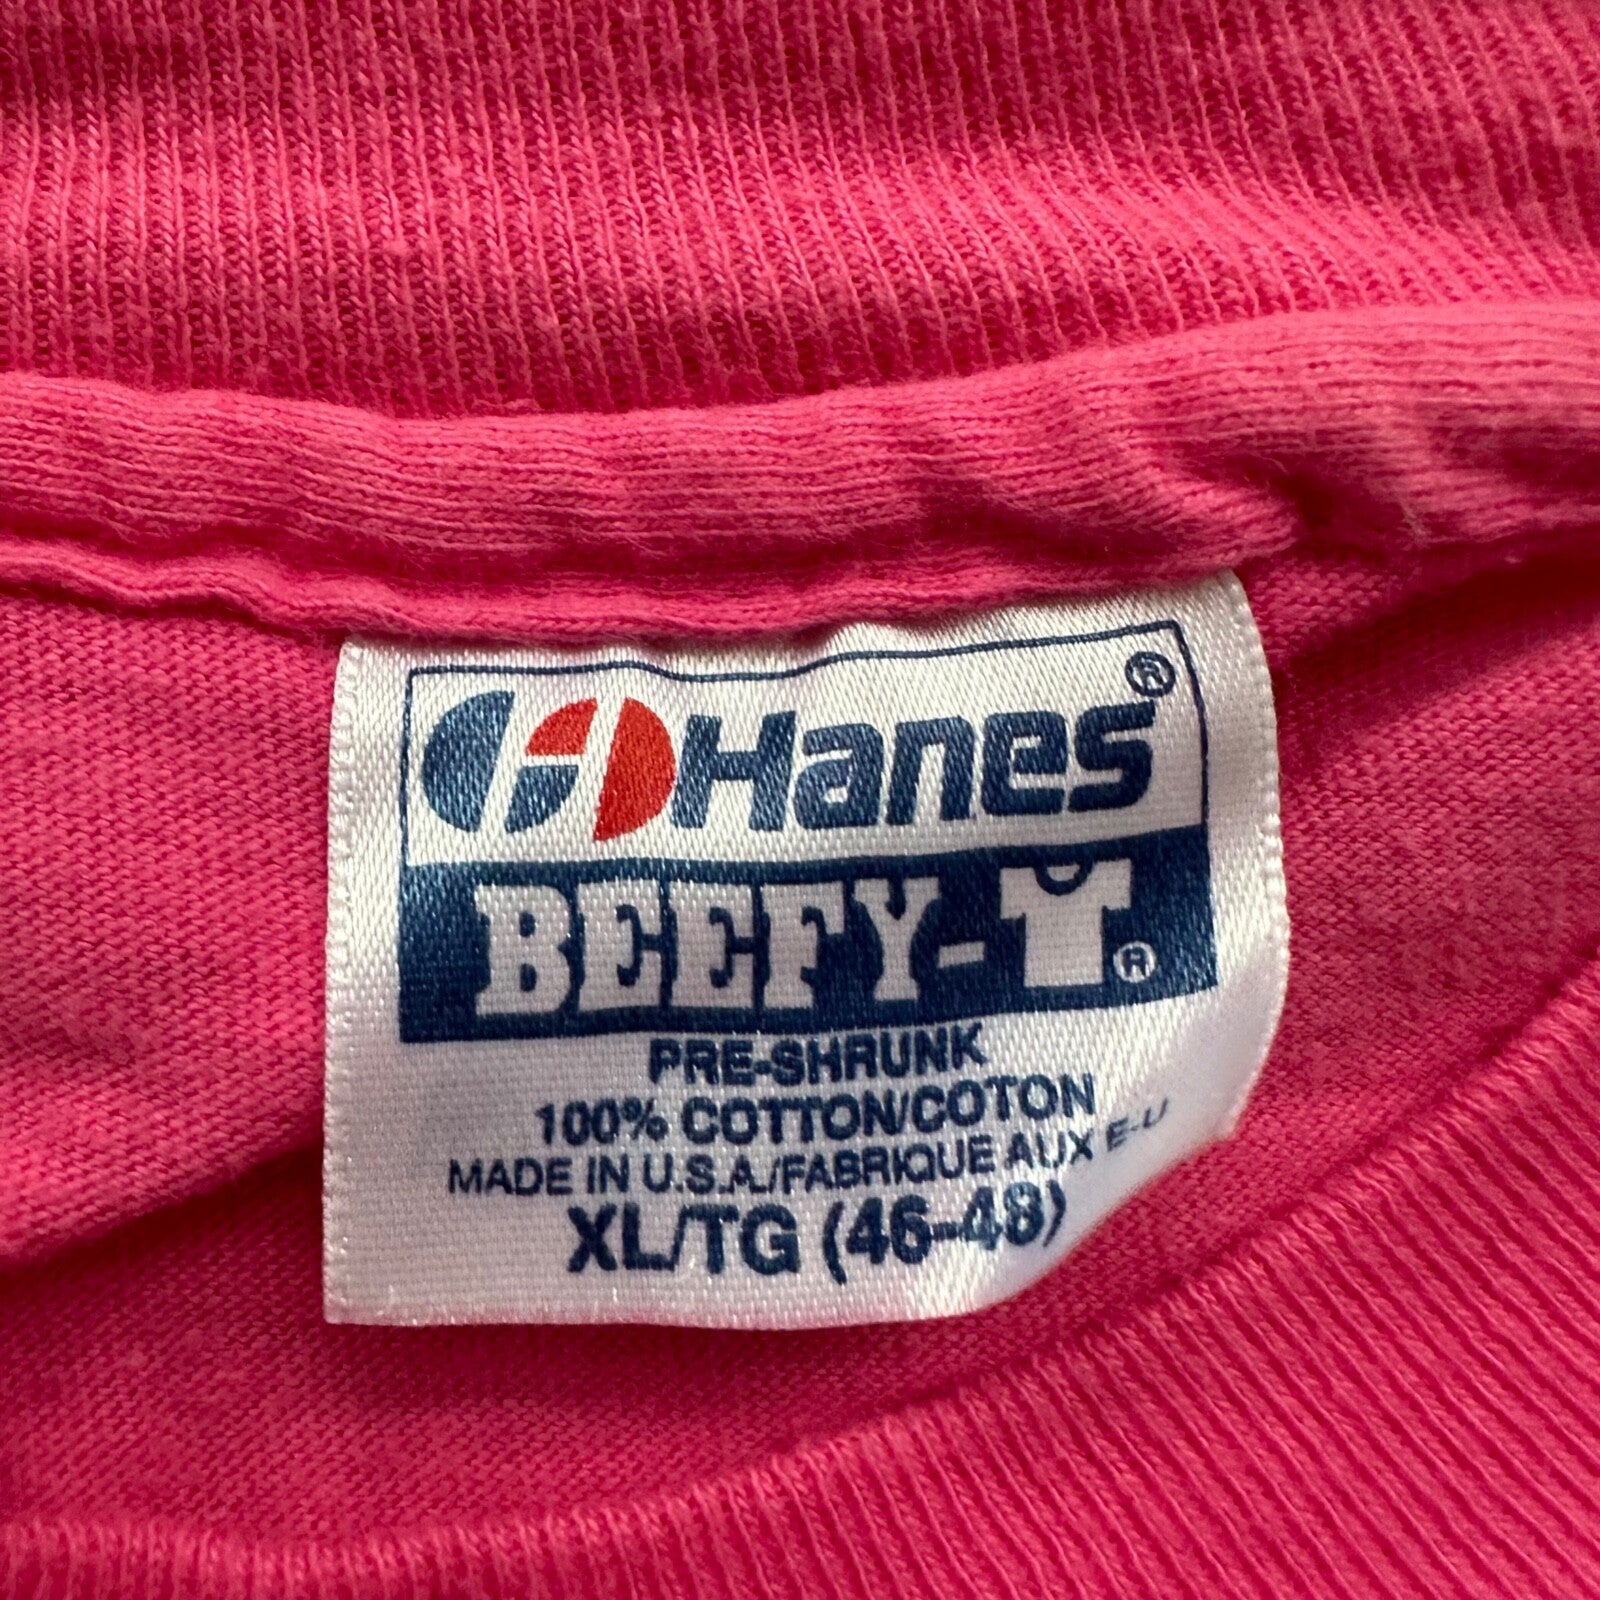 Hanes®
BEEFY-T®
PRE-SHRUNK
100% COTTON/COTON
MADE IN U.S.A./FABRIQUE AUX E-U
XL/TG (46-48)